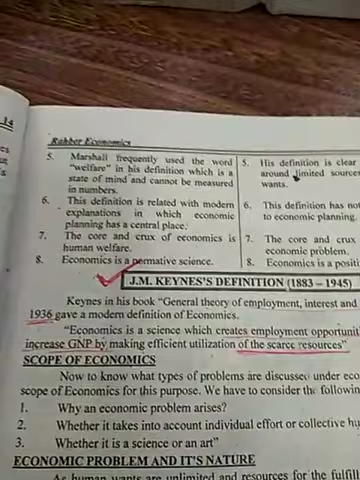 14
Rahber Economics
5. Marshall frequently used the word
"welfare" in his definition which is a
state of mind and cannot be measured
in numbers.
6. This definition is related with modern
explanations in which economic
planning has a central place.
7. The core and crux of economics is
human welfare.
8. Economics is a permative science.
5. His definition is clear
around limited source
wants.
6. This definition has not
to economic planning.
7. The core and crux
economic problem.
8. Economics is a positi
J.M. KEYNES'S DEFINITION (1883 – 1945)
Keynes in his book "General theory of employment, interest and
1936 gave a modern definition of Economics.
"Economics is a science which creates employment opportunit
increase GNP by making efficient utilization of the scarce resources"
SCOPE OF ECONOMICS
Now to know what types of problems are discussed under eco
scope of Economics for this purpose. We have to consider the followin
1. Why an economic problem arises?
2. Whether it takes into account individual effort or collective hu
3. Whether it is a science or an art"
ECONOMIC PROBLEM AND IT'S NATURE
As human wants are unlimited and resources for the fulfill